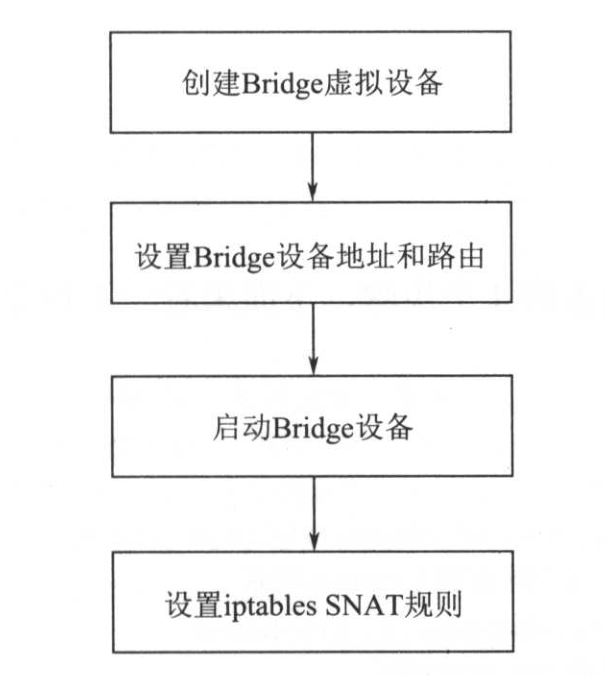 创建Bridge虚拟设备
设置Bridge设备地址和路由
启动Bridge设备
设置iptables SNAT规则